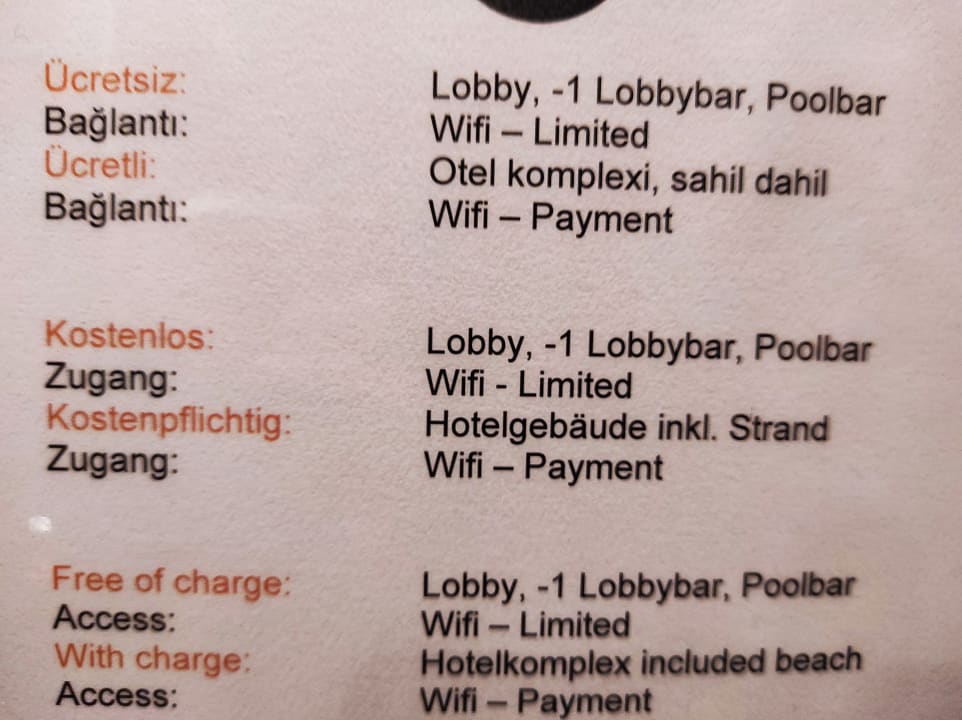 Ücretsiz: Lobby, -1 Lobbybar, Poolbar
Bağlantı: Wifi – Limited
Ücretli: Otel komplexi, sahil dahil
Bağlantı: Wifi – Payment
Kostenlos: Lobby, -1 Lobbybar, Poolbar
Zugang: Wifi - Limited
Kostenpflichtig: Hotelgebäude inkl. Strand
Zugang: Wifi – Payment
Free of charge: Lobby, -1 Lobbybar, Poolbar
Access: Wifi – Limited
With charge: Hotelkomplex included beach
Access: Wifi – Payment